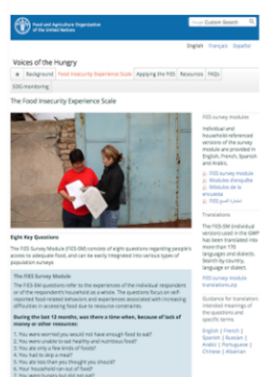 Food and Agriculture Organization
of the United Nations
Custom Search
English Français Español
Voices of the Hungry
Background Food Insecurity Experience Scale Applying the FIES Resources FAQs
SDG monitoring
The Food Insecurity Experience Scale
FIES survey modules
Individual and
household-referenced
versions of the survey
module are provided in
English, French, Spanish
and Arabic.
FIES survey module
Modules d'enquête
Módulos de la
encuesta
Translations
The FIES-SM (individual
version) used in the GWP
has been translated into
more than 170
languages and dialects.
Search by country,
language or dialect.
FIES survey module
translations.zip
Guidance for translators:
intended meanings of
the questions and
specific terms
English | French |
Spanish | Russian |
Arabic | Portuguese |
Chinese | Albanian
Eight Key Questions
The FIES Survey Module (FIES-SM) consists of eight questions regarding people's
access to adequate food, and can be easily integrated into various types of
population surveys
The FIES Survey Module
The FIES-SM questions refer to the experiences of the individual respondent
or of the respondent's household as a whole. The questions focus on self-
reported food-related behaviors and experiences associated with increasing
difficulties in accessing food due to resource constraints.
During the last 12 months, was there a time when, because of lack of
money or other resources:
1. You were worried you would not have enough food to eat?
2. You were unable to eat healthy and nutritious food?
3. You ate only a few kinds of foods?
4. You had to skip a meal?
5. You ate less than you thought you should?
6. Your household ran out of food?
7. You were hungry but did not eat?